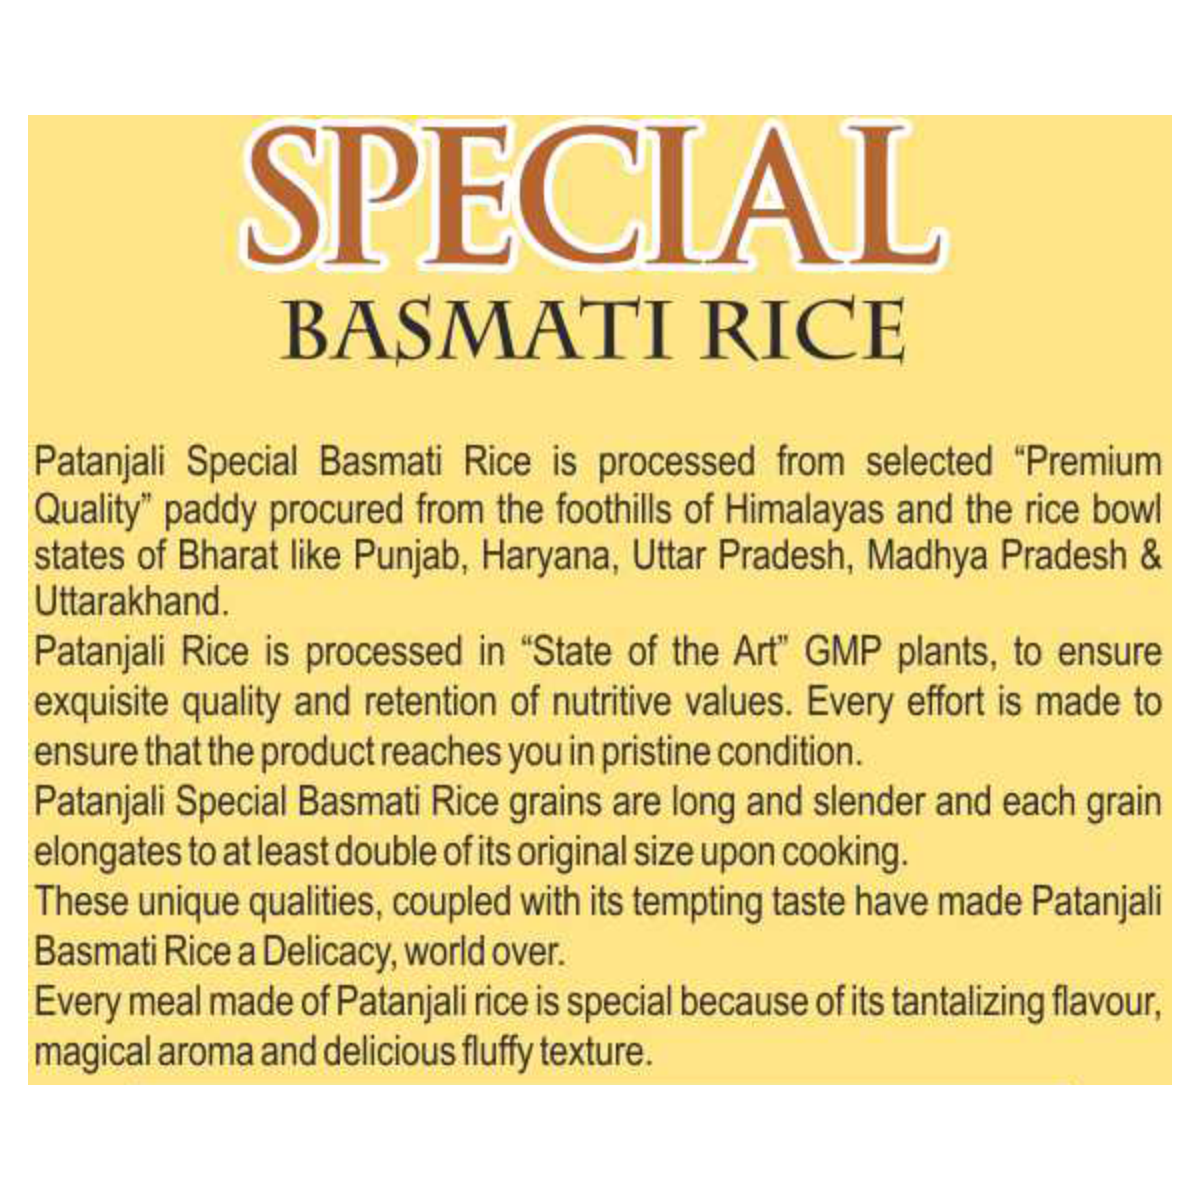 SPECIAL
BASMATI RICE
Patanjali Special Basmati Rice is processed from selected “Premium
Quality” paddy procured from the foothills of Himalayas and the rice bowl
states of Bharat like Punjab, Haryana, Uttar Pradesh, Madhya Pradesh &
Uttarakhand.
Patanjali Rice is processed in “State of the Art” GMP plants, to ensure
exquisite quality and retention of nutritive values. Every effort is made to
ensure that the product reaches you in pristine condition.
Patanjali Special Basmati Rice grains are long and slender and each grain
elongates to at least double of its original size upon cooking.
These unique qualities, coupled with its tempting taste have made Patanjali
Basmati Rice a Delicacy, world over.
Every meal made of Patanjali rice is special because of its tantalizing flavour,
magical aroma and delicious fluffy texture.